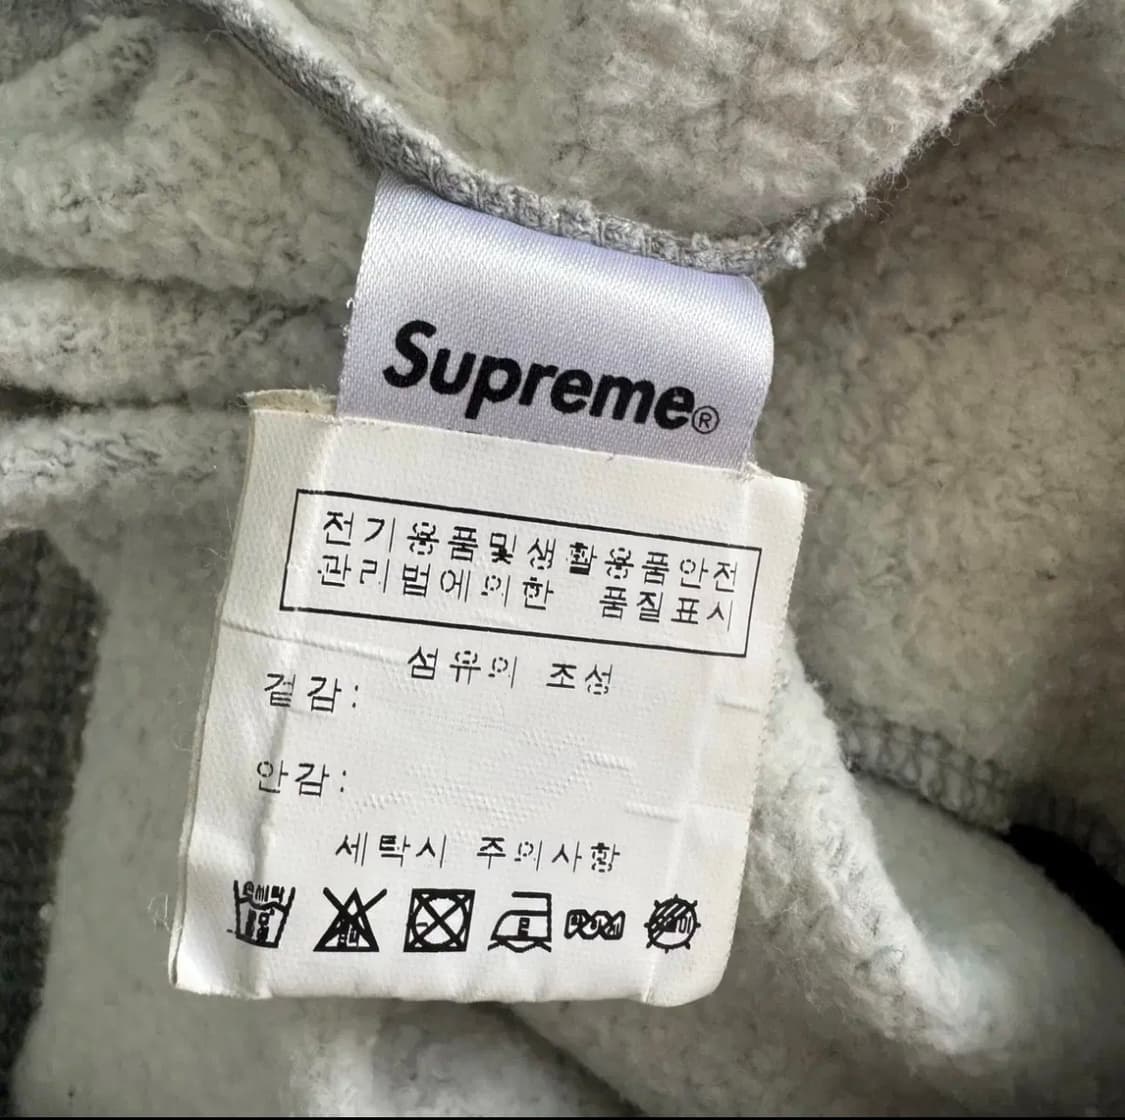 Supreme®
전기용품및생활용품안전
관리법에의한 품질표시
섬유의 조성
겉감:
안감:
세탁시 주의사항